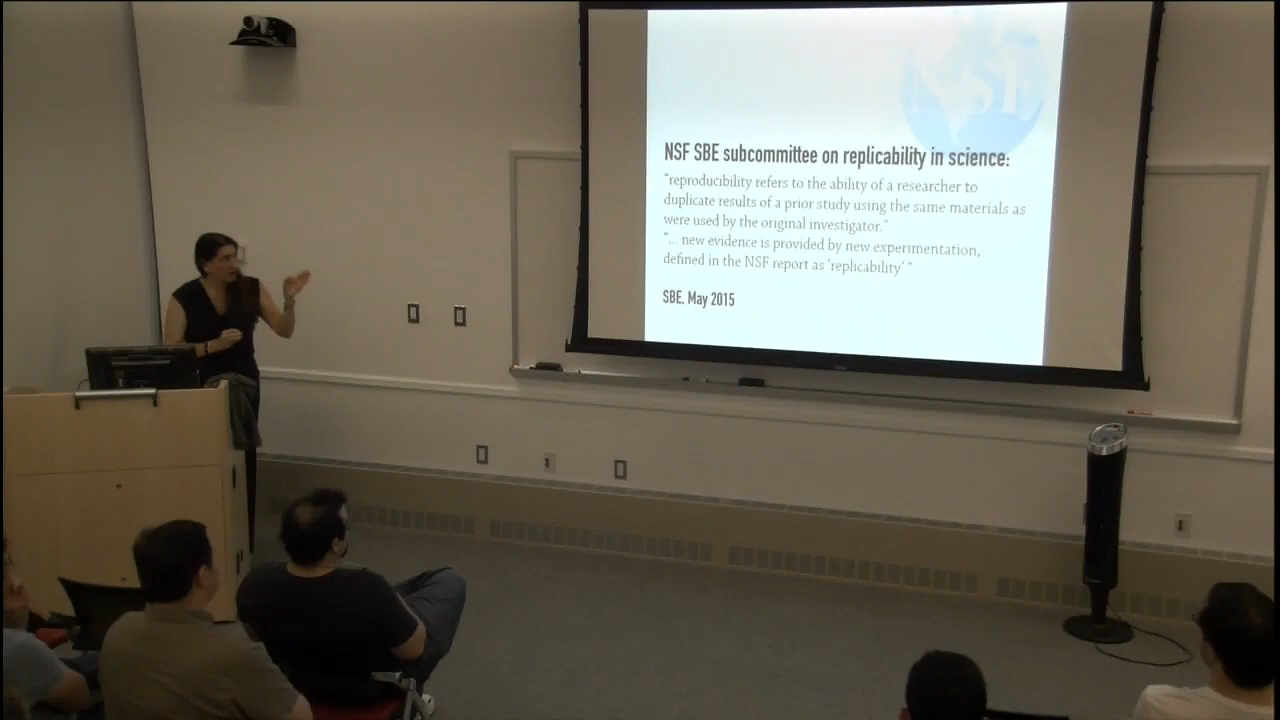 NSF
NSF SBE subcommittee on replicability in science:
“reproducibility refers to the ability of a researcher to
duplicate results of a prior study using the same materials as
were used by the original investigator.”
“... new evidence is provided by new experimentation,
defined in the NSF report as ‘replicability’ “
SBE, May 2015